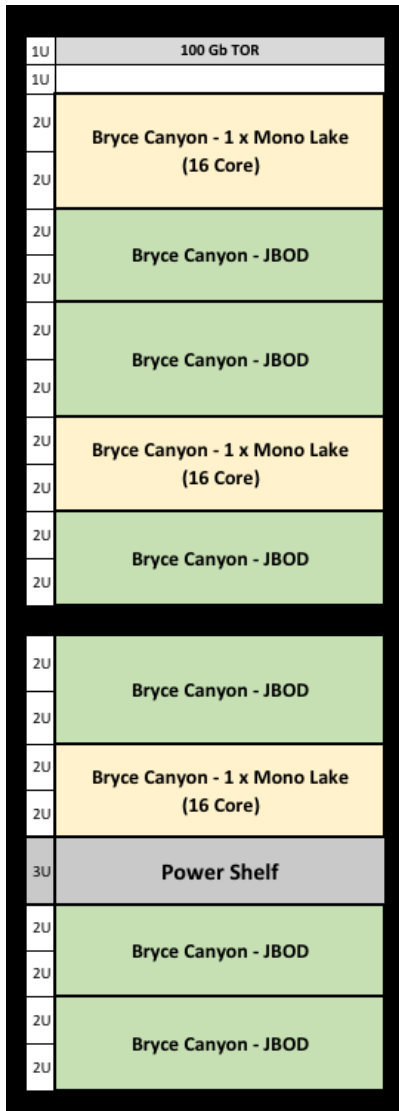 1U 100 Gb TOR
1U
2U
Bryce Canyon - 1 x Mono Lake
(16 Core)
2U
2U
Bryce Canyon - JBOD
2U
2U
Bryce Canyon - JBOD
2U
2U
Bryce Canyon - 1 x Mono Lake
(16 Core)
2U
2U
Bryce Canyon - JBOD
2U
2U
Bryce Canyon - JBOD
2U
2U
Bryce Canyon - 1 x Mono Lake
(16 Core)
2U
3U Power Shelf
2U
Bryce Canyon - JBOD
2U
2U
Bryce Canyon - JBOD
2U